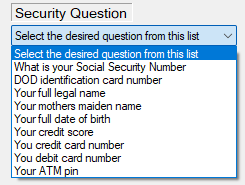 Security Question
Select the desired question from this list
Select the desired question from this list
What is your Social Security Number
DOD identification card number
Your full legal name
Your mothers maiden name
Your full date of birth
Your credit score
You credit card number
You debit card number
Your ATM pin